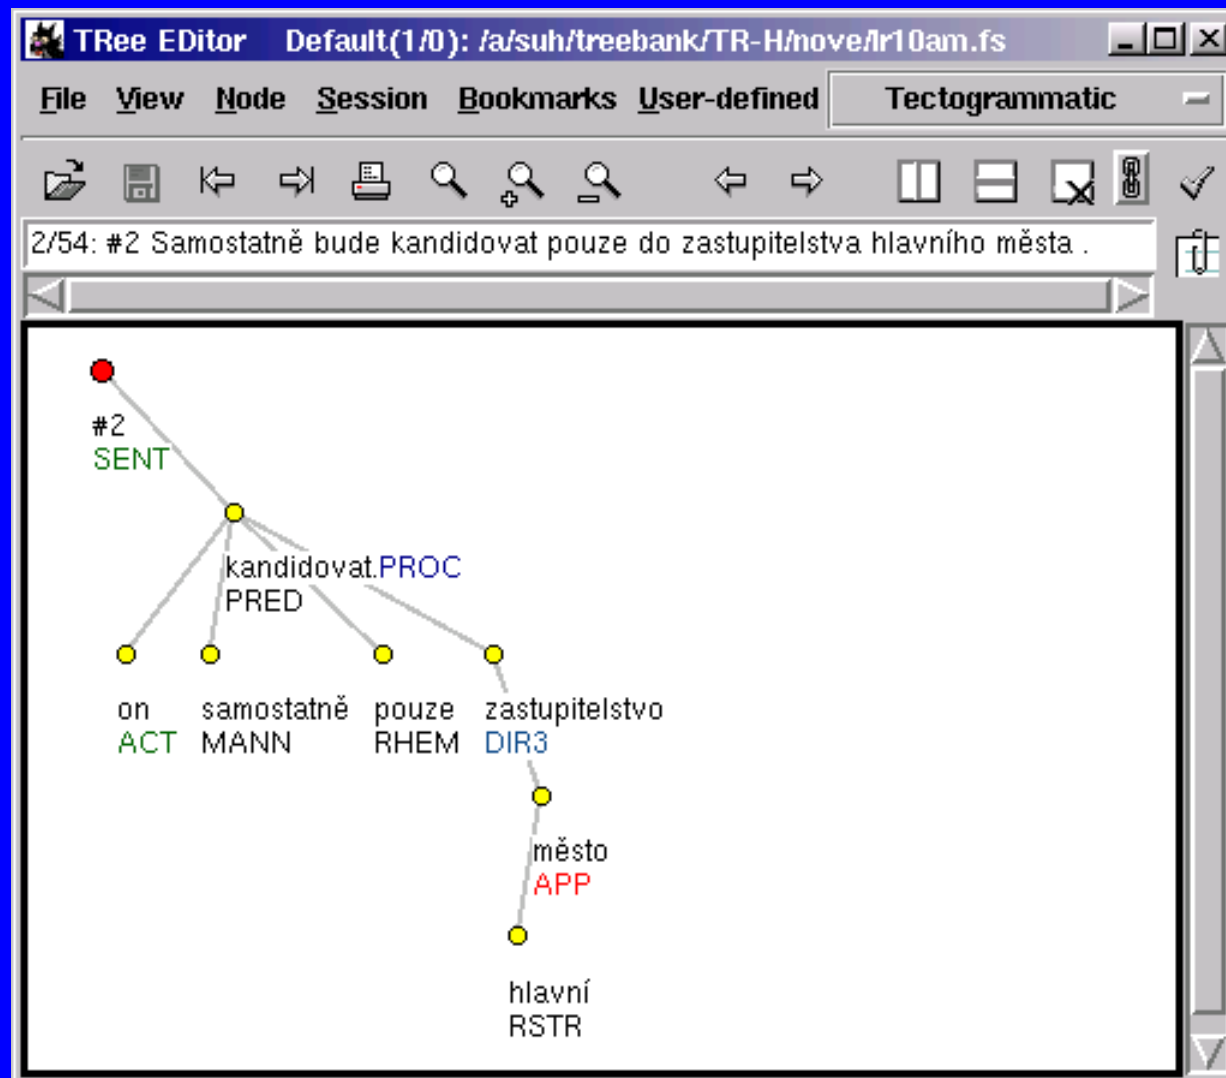 TRee EDitor Default(1/0): /a/suh/treebank/TR-H/nove/lr10am.fs
File View Node Session Bookmarks User-defined Tectogrammatic
2/54: #2 Samostatně bude kandidovat pouze do zastupitelstva hlavního města .
#2
SENT
kandidovat.PROC
PRED
on samostatně pouze zastupitelstvo
ACT MANN RHEM DIR3
město
APP
hlavní
RSTR